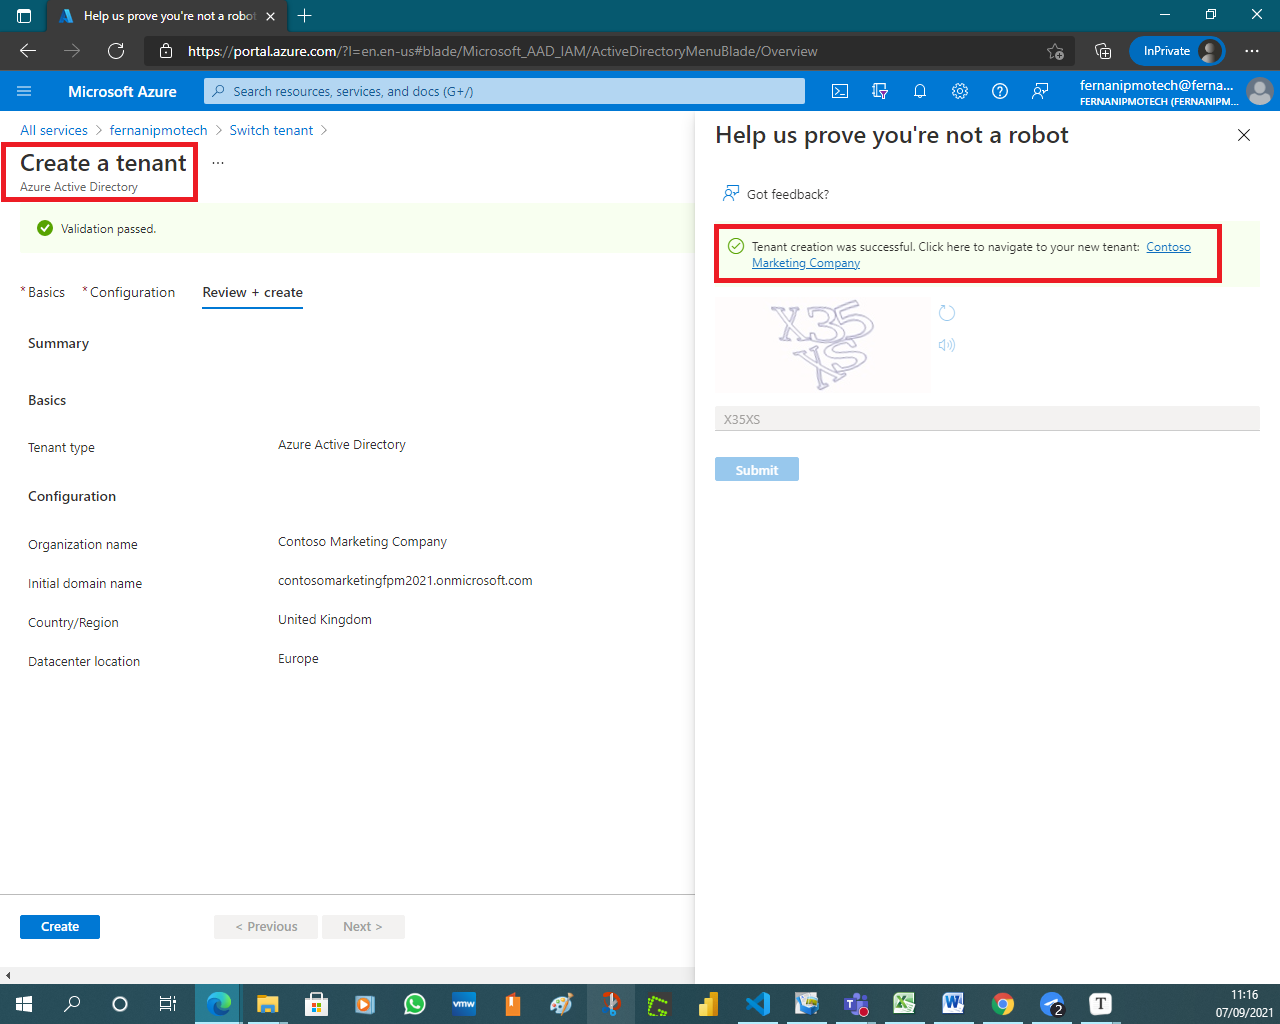 Help us prove you're not a robot
https://portal.azure.com/?l=en.en-us#blade/Microsoft_AAD_IAM/ActiveDirectoryMenuBlade/Overview
InPrivate
Microsoft Azure
Search resources, services, and docs (G+/)
fernanipmotech@ferna...
FERNANIPMOTECH (FERNANIPM...
All services > fernanipmotech > Switch tenant >
Create a tenant ...
Azure Active Directory
Validation passed.
* Basics * Configuration Review + create
Summary
Basics
Tenant type Azure Active Directory
Configuration
Organization name Contoso Marketing Company
Initial domain name contosomarketingfpm2021.onmicrosoft.com
Country/Region United Kingdom
Datacenter location Europe
Create < Previous Next >
Help us prove you're not a robot
Got feedback?
Tenant creation was successful. Click here to navigate to your new tenant: Contoso
Marketing Company
X35
XS
X35XS
Submit
vmw
2
T
11:16
07/09/2021